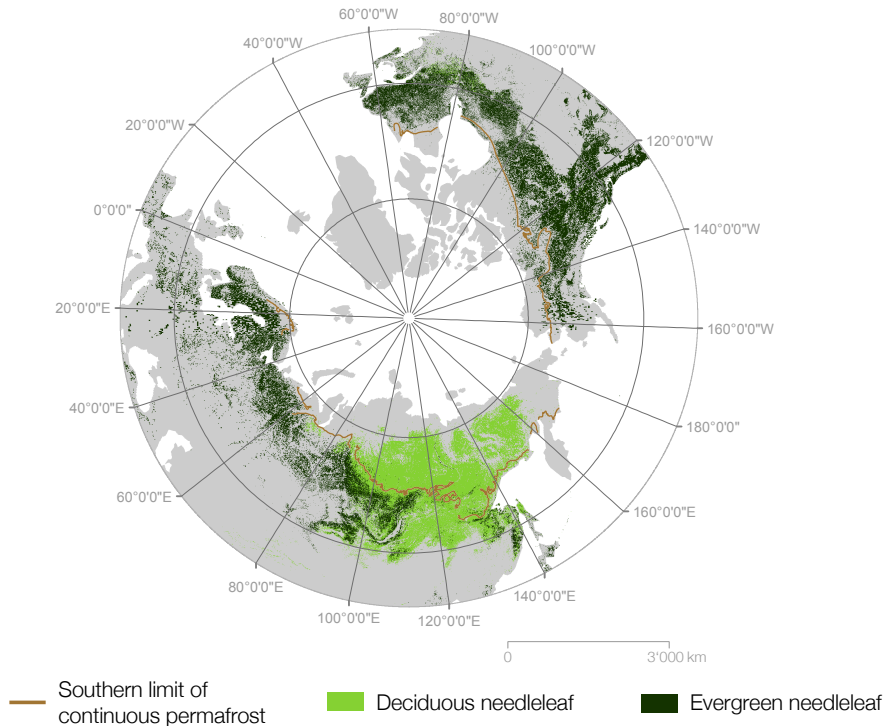 60°0'0"W
80°0'0"W
40°0'0"W
100°0'0"W
20°0'0"W
120°0'0"W
0°0'0"
140°0'0"W
20°0'0"E
160°0'0"W
40°0'0"E
180°0'0"
60°0'0"E
160°0'0"E
80°0'0"E
140°0'0"E
100°0'0"E
120°0'0"E
0 3'000 km
Southern limit of
continuous permafrost
Deciduous needleleaf
Evergreen needleleaf